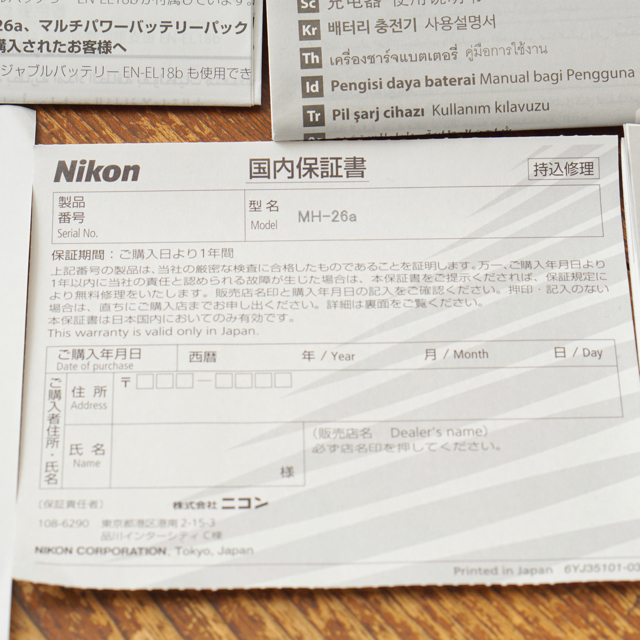 26a、マルチパワーバッテリーパック
購入されたお客様へ
ジャブルバッテリー EN-EL18b も使用でき
Sc 充电器 使用说明书
Kr 배터리 충전기 사용설명서
Th เครื่องชาร์จแบตเตอรี่ คู่มือการใช้งาน
Id Pengisi daya baterai Manual bagi Pengguna
Tr Pil şarj cihazı Kullanım kılavuzu
Nikon 国内保証書 持込修理
製品
番号
Serial No.
型名
Model
MH-26a
保証期間：ご購入日より1年間
上記番号の製品は、当社の厳密な検査に合格したものであることを証明します。万一、ご購入年月日より
1年以内に当社の責任と認められる故障が生じた場合は、本保証書をご提示くだされば、保証規定に
より無料修理をいたします。販売店名印と購入年月日の記入をご確認ください。押印・記入のない
場合は、直ちにご購入店までお申し出ください。詳細は裏面をご覧ください。
本保証書は日本国内においてのみ有効です。
This warranty is valid only in Japan.
ご購入年月日 西暦 年 / Year 月 / Month 日 / Day
Date of purchase
ご購入者住所・氏名
住所
Address
〒□□□－□□□□
氏名
Name
様
（販売店名 Dealer's name）
必ず店名印を押してください。
（保証責任者） 株式会社 ニコン
108-6290 東京都港区港南 2-15-3
品川インターシティ C棟
NIKON CORPORATION, Tokyo, Japan
Printed in Japan 6YJ35101-03